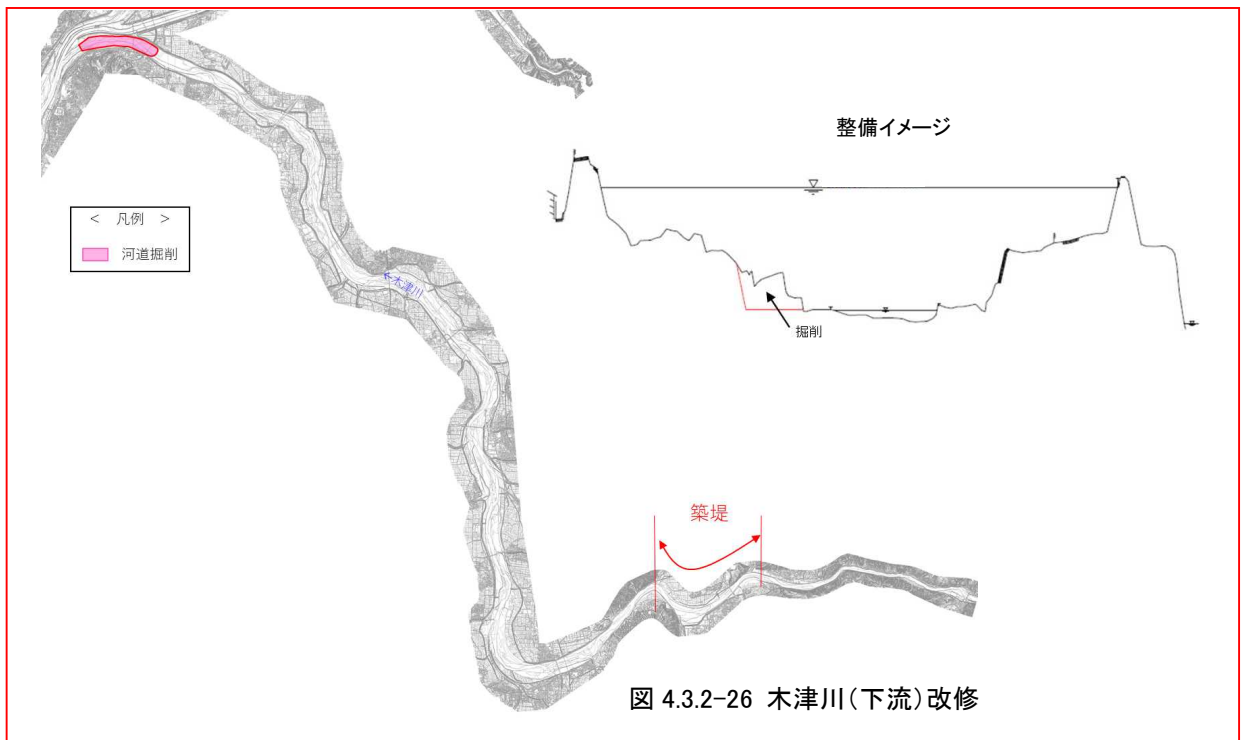 整備イメージ
< 凡例 >
河道掘削
←木津川
掘削
築堤
図 4.3.2-26 木津川(下流)改修